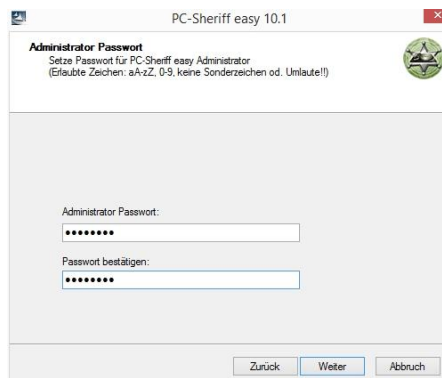 PC-Sheriff easy 10.1
Administrator Passwort
Setze Passwort für PC-Sheriff easy Administrator
(Erlaubte Zeichen: aA-zZ, 0-9, keine Sonderzeichen od. Umlaute!!)
Administrator Passwort:
••••••••
Passwort bestätigen:
••••••••
Zurück
Weiter
Abbruch